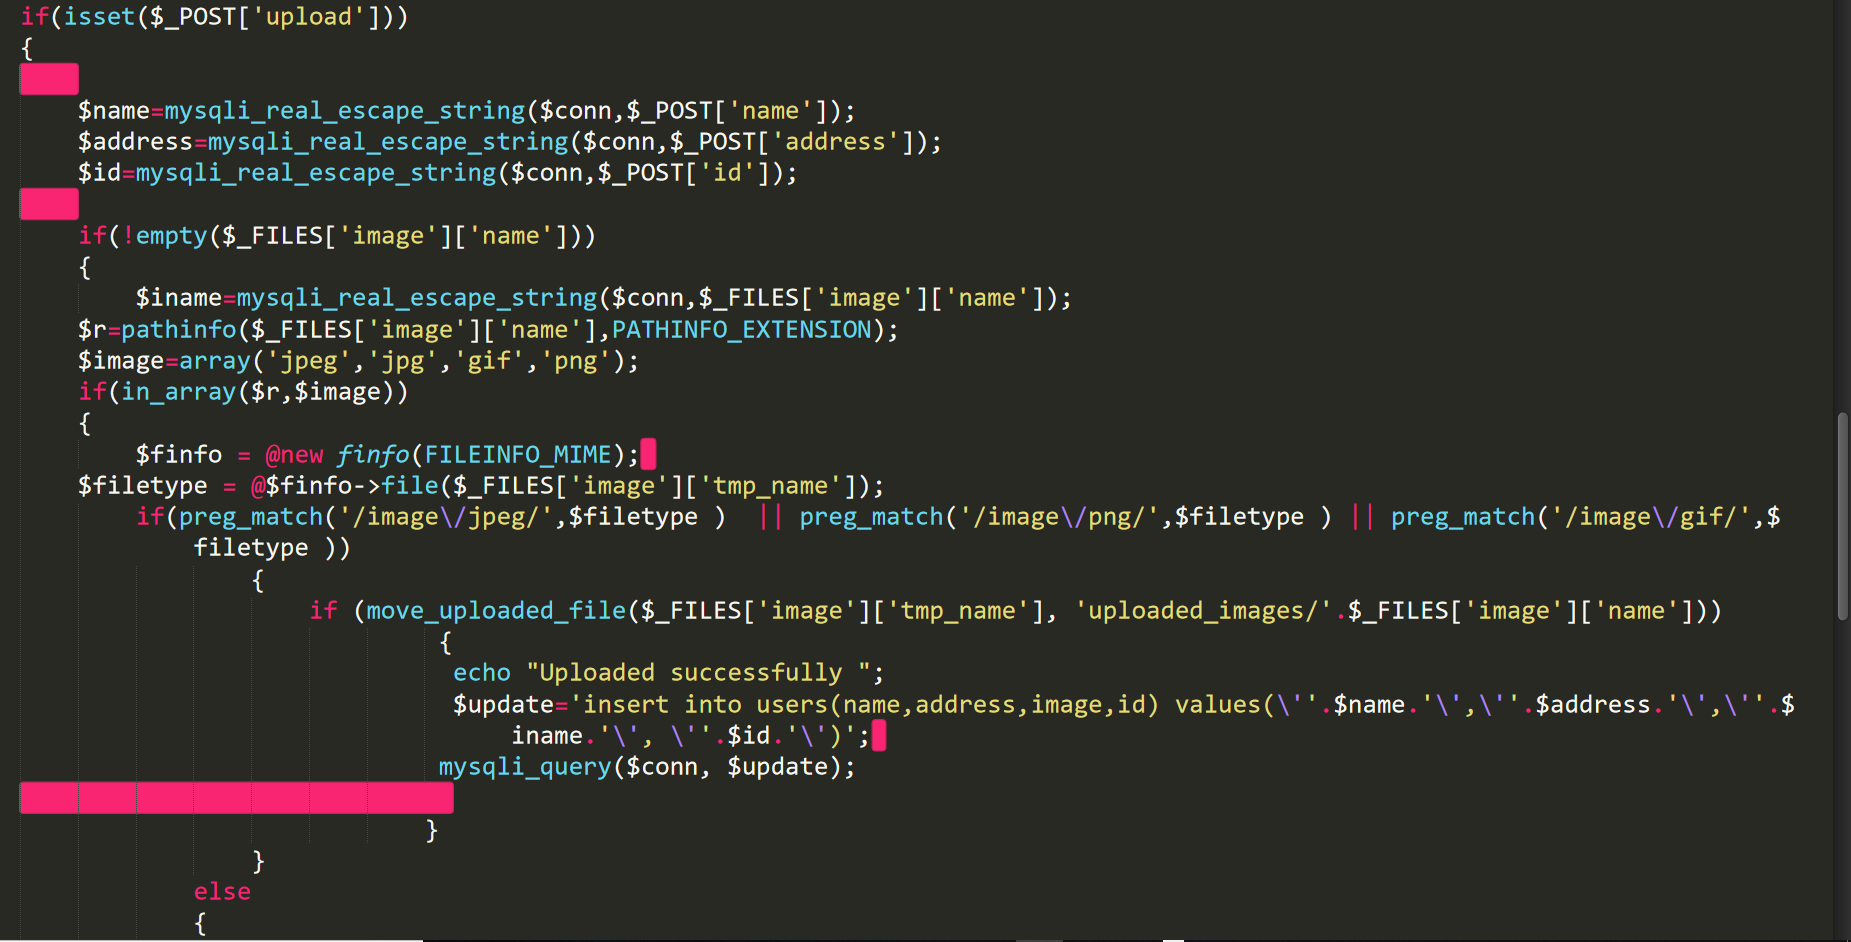 if(isset($_POST['upload']))
{
$name=mysqli_real_escape_string($conn,$_POST['name']);
$address=mysqli_real_escape_string($conn,$_POST['address']);
$id=mysqli_real_escape_string($conn,$_POST['id']);
if(!empty($_FILES['image']['name']))
{
$iname=mysqli_real_escape_string($conn,$_FILES['image']['name']);
$r=pathinfo($_FILES['image']['name'],PATHINFO_EXTENSION);
$image=array('jpeg','jpg','gif','png');
if(in_array($r,$image))
{
$finfo = @new finfo(FILEINFO_MIME);
$filetype = @$finfo->file($_FILES['image']['tmp_name']);
if(preg_match('/image\/jpeg/',$filetype )  || preg_match('/image\/png/',$filetype ) || preg_match('/image\/gif/',$
filetype ))
{
if (move_uploaded_file($_FILES['image']['tmp_name'], 'uploaded_images/'.$_FILES['image']['name']))
{
echo "Uploaded successfully ";
$update='insert into users(name,address,image,id) values(\''.$name.'\',\''.$address.'\',\''.$
iname.'\', \''.$id.'\')';
mysqli_query($conn, $update);
}
}
else
{